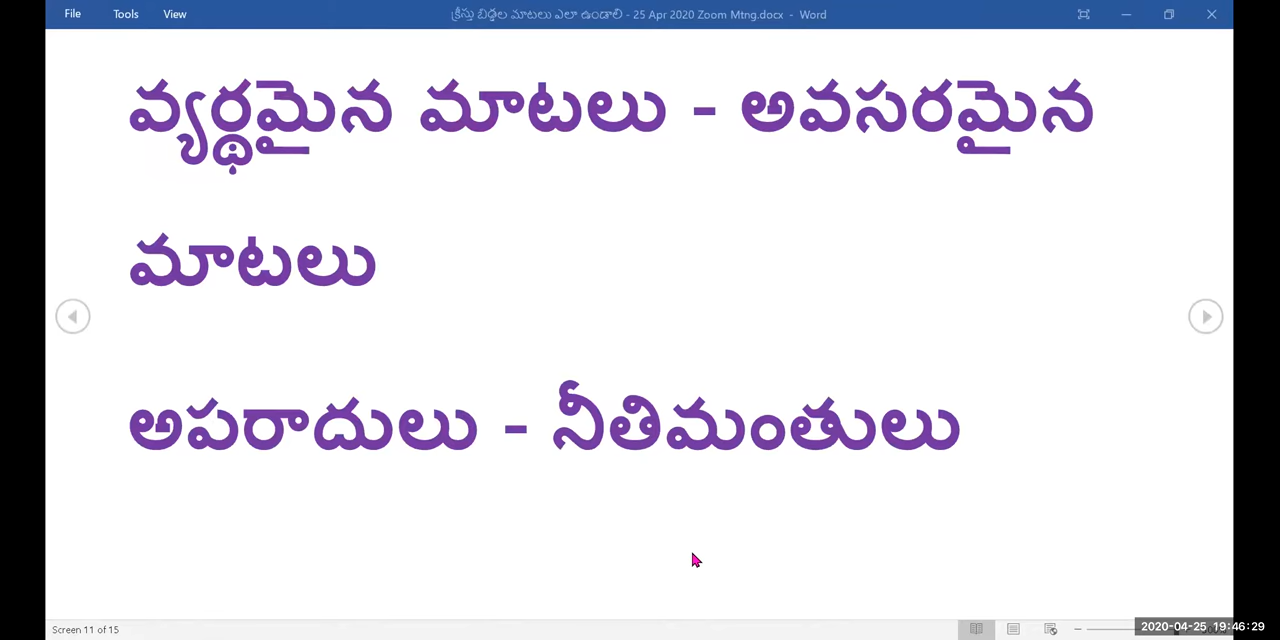 File Tools View క్రీస్తు బిడ్డల మాటలు ఎలా ఉండాలి - 25 Apr 2020 Zoom Mtng.docx - Word
వ్యర్థమైన మాటలు - అవసరమైన
మాటలు
అపరాదులు - నీతిమంతులు
Screen 11 of 15
2020-04-25 19:46:29